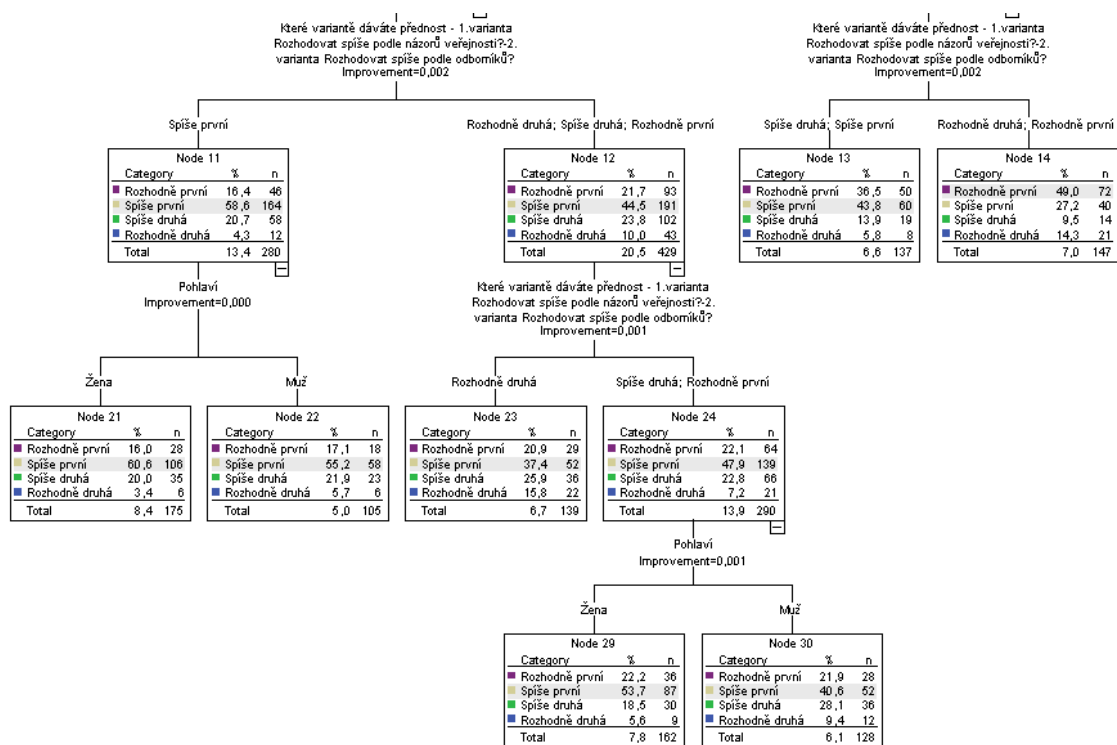 Které variantě dáváte přednost - 1.varianta
Rozhodovat spíše podle názorů veřejnosti?-2.
varianta Rozhodovat spíše podle odborníků?
Improvement=0,002
Které variantě dáváte přednost - 1.varianta
Rozhodovat spíše podle názorů veřejnosti?-2.
varianta Rozhodovat spíše podle odborníků?
Improvement=0,002
Spíše první
Rozhodně druhá; Spíše druhá; Rozhodně první
Spíše druhá; Spíše první
Rozhodně druhá; Rozhodně první
Node 11
Category % n
Rozhodně první 16,4 46
Spíše první 58,6 164
Spíše druhá 20,7 58
Rozhodně druhá 4,3 12
Total 13,4 280
Node 12
Category % n
Rozhodně první 21,7 93
Spíše první 44,5 191
Spíše druhá 23,8 102
Rozhodně druhá 10,0 43
Total 20,5 429
Node 13
Category % n
Rozhodně první 36,5 50
Spíše první 43,8 60
Spíše druhá 13,9 19
Rozhodně druhá 5,8 8
Total 6,6 137
Node 14
Category % n
Rozhodně první 49,0 72
Spíše první 27,2 40
Spíše druhá 9,5 14
Rozhodně druhá 14,3 21
Total 7,0 147
Pohlaví
Improvement=0,000
Které variantě dáváte přednost - 1.varianta
Rozhodovat spíše podle názorů veřejnosti?-2.
varianta Rozhodovat spíše podle odborníků?
Improvement=0,001
Žena
Muž
Rozhodně druhá
Spíše druhá; Rozhodně první
Node 21
Category % n
Rozhodně první 16,0 28
Spíše první 60,6 106
Spíše druhá 20,0 35
Rozhodně druhá 3,4 6
Total 8,4 175
Node 22
Category % n
Rozhodně první 17,1 18
Spíše první 55,2 58
Spíše druhá 21,9 23
Rozhodně druhá 5,7 6
Total 5,0 105
Node 23
Category % n
Rozhodně první 20,9 29
Spíše první 37,4 52
Spíše druhá 25,9 36
Rozhodně druhá 15,8 22
Total 6,7 139
Node 24
Category % n
Rozhodně první 22,1 64
Spíše první 47,9 139
Spíše druhá 22,8 66
Rozhodně druhá 7,2 21
Total 13,9 290
Pohlaví
Improvement=0,001
Žena
Muž
Node 29
Category % n
Rozhodně první 22,2 36
Spíše první 53,7 87
Spíše druhá 18,5 30
Rozhodně druhá 5,6 9
Total 7,8 162
Node 30
Category % n
Rozhodně první 21,9 28
Spíše první 40,6 52
Spíše druhá 28,1 36
Rozhodně druhá 9,4 12
Total 6,1 128